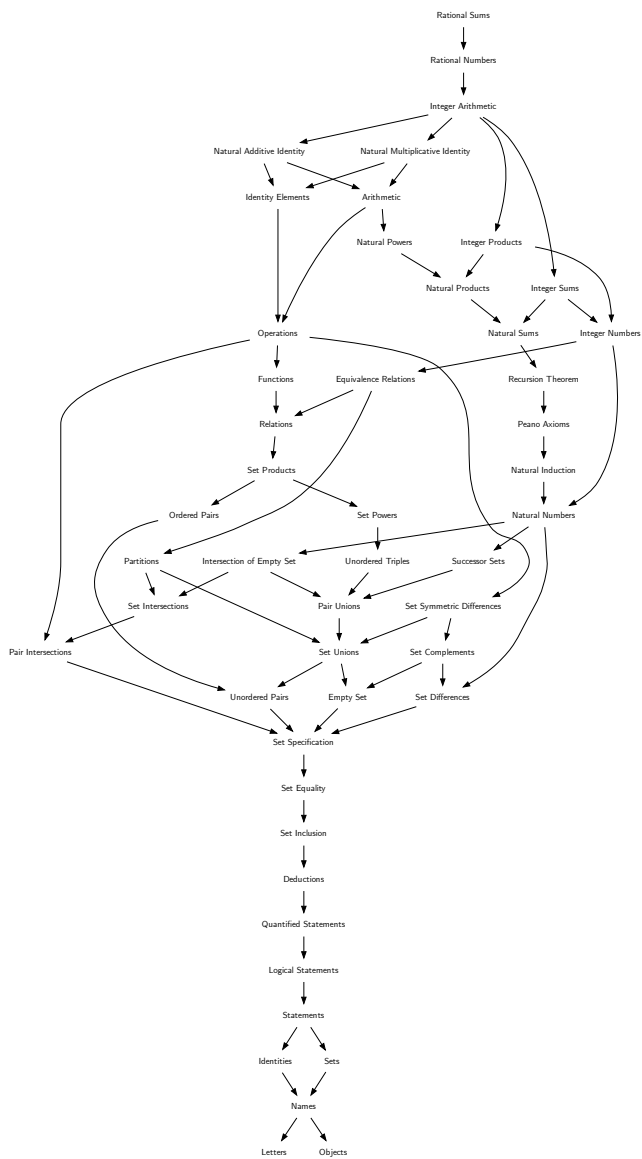 Rational Sums
Rational Numbers
Integer Arithmetic
Natural Additive Identity
Natural Multiplicative Identity
Identity Elements
Arithmetic
Natural Powers
Integer Products
Natural Products
Integer Sums
Operations
Natural Sums
Integer Numbers
Functions
Equivalence Relations
Recursion Theorem
Relations
Peano Axioms
Set Products
Natural Induction
Ordered Pairs
Set Powers
Natural Numbers
Partitions
Intersection of Empty Set
Unordered Triples
Successor Sets
Set Intersections
Pair Unions
Set Symmetric Differences
Pair Intersections
Set Unions
Set Complements
Unordered Pairs
Empty Set
Set Differences
Set Specification
Set Equality
Set Inclusion
Deductions
Quantified Statements
Logical Statements
Statements
Identities
Sets
Names
Letters
Objects